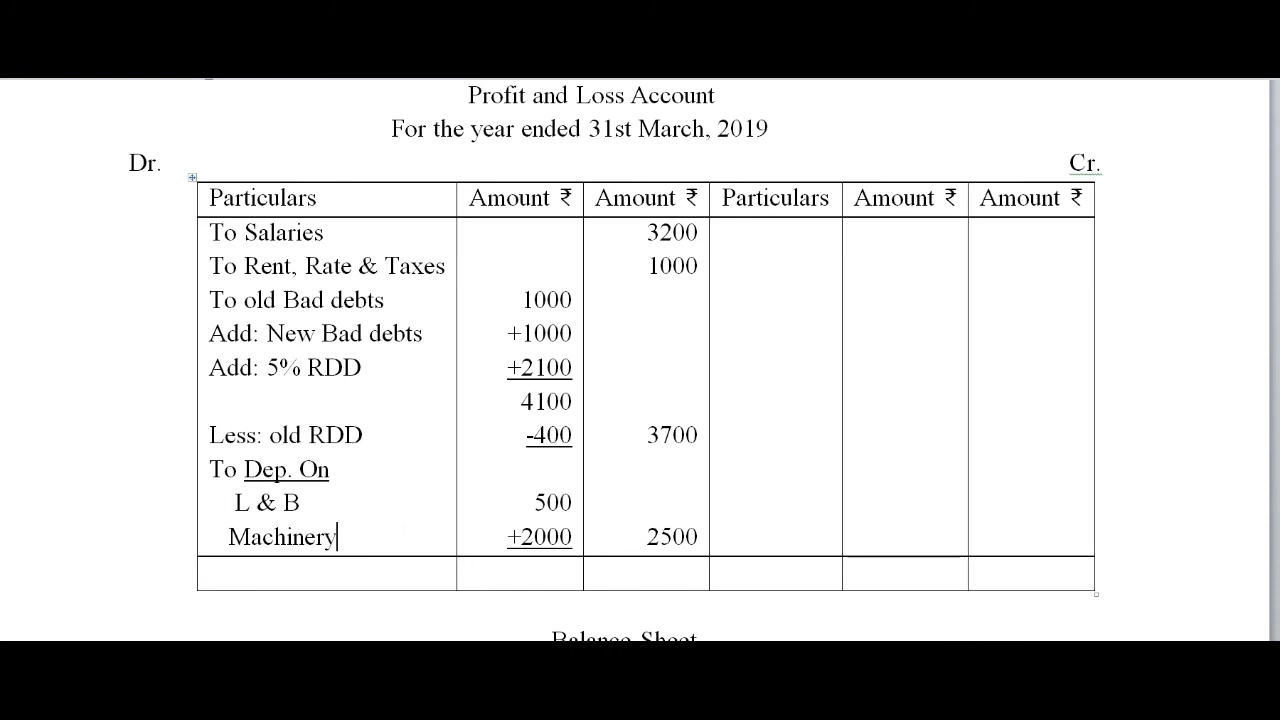 Profit and Loss Account
For the year ended 31st March, 2019
Dr. Cr.
Particulars Amount ₹ Amount ₹ Particulars Amount ₹ Amount ₹
To Salaries 3200
To Rent, Rate & Taxes 1000
To old Bad debts 1000
Add: New Bad debts +1000
Add: 5% RDD +2100
4100
Less: old RDD -400 3700
To Dep. On
L & B 500
Machinery +2000 2500
Balance Sheet